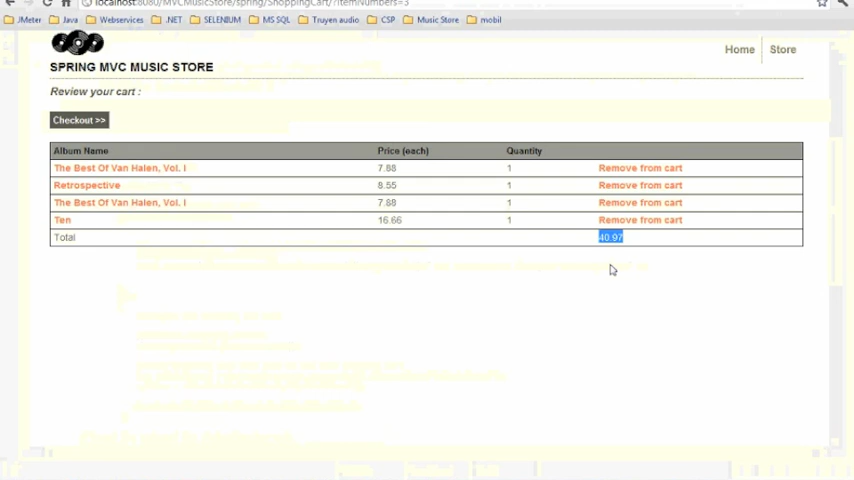 localhost:8080/MVCMusicStore/spring/ShoppingCart/?itemNumbers=3
JMeter Java Webservices .NET SELENIUM MS SQL Truyen audio CSP Music Store mobil
Home Store
SPRING MVC MUSIC STORE
Review your cart :
Checkout >>
Album Name Price (each) Quantity
The Best Of Van Halen, Vol. I 7.88 1 Remove from cart
Retrospective 8.55 1 Remove from cart
The Best Of Van Halen, Vol. I 7.88 1 Remove from cart
Ten 16.66 1 Remove from cart
Total 40.97